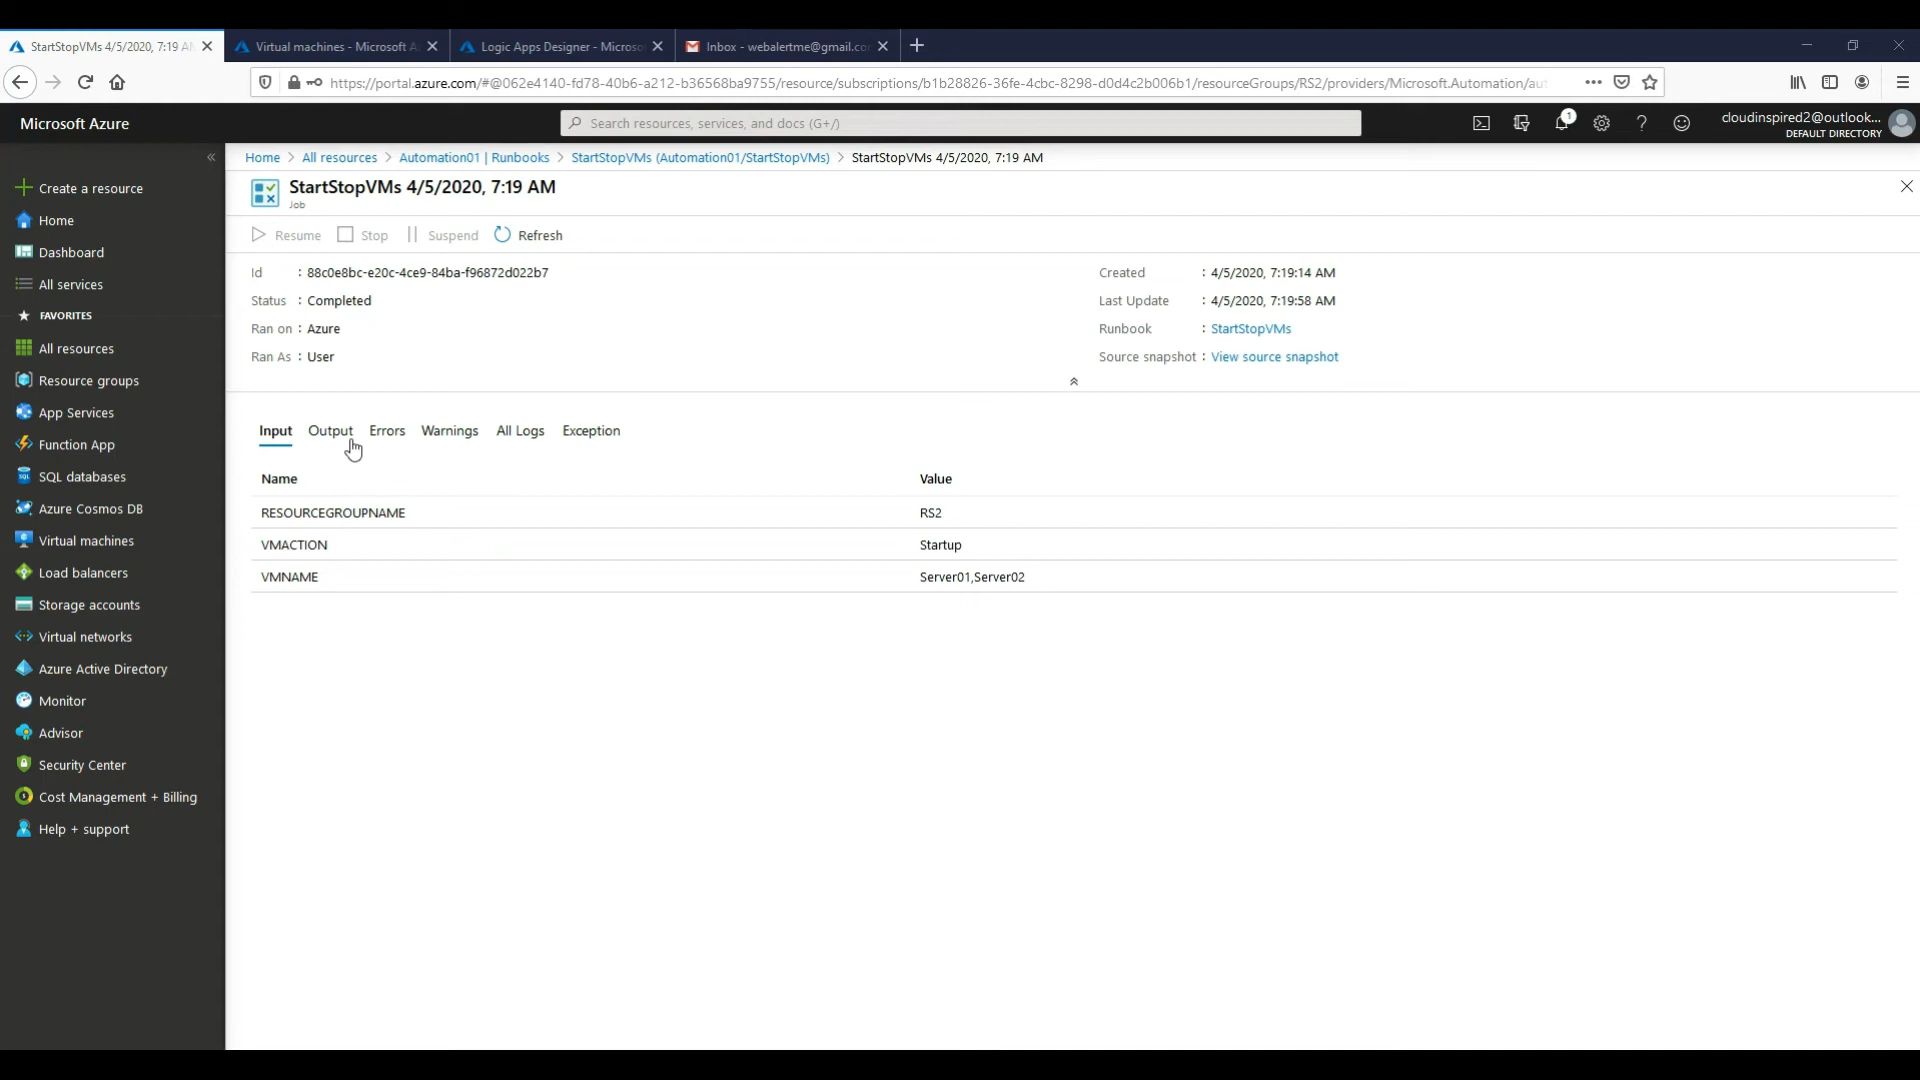 StartStopVMs 4/5/2020, 7:19 A
Virtual machines - Microsoft A
Logic Apps Designer - Microso
Inbox - webalertme@gmail.co
https://portal.azure.com/#@062e4140-fd78-40b6-a212-b36568ba9755/resource/subscriptions/b1b28826-36fe-4cbc-8298-d0d4c2b006b1/resourceGroups/RS2/providers/Microsoft.Automation/aut
Microsoft Azure
Search resources, services, and docs (G+/)
1
cloudinspired2@outlook...
DEFAULT DIRECTORY
Home > All resources > Automation01 | Runbooks > StartStopVMs (Automation01/StartStopVMs) > StartStopVMs 4/5/2020, 7:19 AM
StartStopVMs 4/5/2020, 7:19 AM
Job
Resume Stop Suspend Refresh
Id : 88c0e8bc-e20c-4ce9-84ba-f96872d022b7
Status : Completed
Ran on : Azure
Ran As : User
Created : 4/5/2020, 7:19:14 AM
Last Update : 4/5/2020, 7:19:58 AM
Runbook : StartStopVMs
Source snapshot : View source snapshot
Input Output Errors Warnings All Logs Exception
Name Value
RESOURCEGROUPNAME RS2
VMACTION Startup
VMNAME Server01,Server02
Create a resource
Home
Dashboard
All services
FAVORITES
All resources
Resource groups
App Services
Function App
SQL databases
Azure Cosmos DB
Virtual machines
Load balancers
Storage accounts
Virtual networks
Azure Active Directory
Monitor
Advisor
Security Center
Cost Management + Billing
Help + support